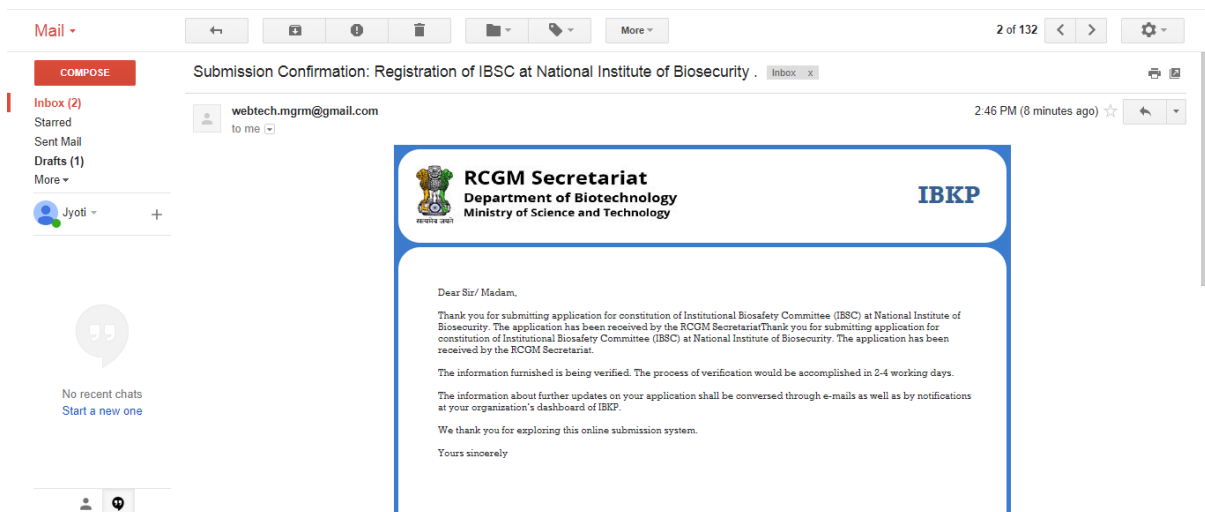 Mail
More
2 of 132
COMPOSE
Submission Confirmation: Registration of IBSC at National Institute of Biosecurity .
Inbox x
Inbox (2)
Starred
Sent Mail
Drafts (1)
More
webtech.mgrm@gmail.com
to me
2:46 PM (8 minutes ago)
Jyoti
+
सत्यमेव जयते
RCGM Secretariat
Department of Biotechnology
Ministry of Science and Technology
IBKP
Dear Sir/ Madam,
Thank you for submitting application for constitution of Institutional Biosafety Committee (IBSC) at National Institute of
Biosecurity. The application has been received by the RCGM SecretariatThank you for submitting application for
constitution of Institutional Biosafety Committee (IBSC) at National Institute of Biosecurity. The application has been
received by the RCGM Secretariat.
The information furnished is being verified. The process of verification would be accomplished in 2-4 working days.
The information about further updates on your application shall be conversed through e-mails as well as by notifications
at your organization's dashboard of IBKP.
We thank you for exploring this online submission system.
Yours sincerely
No recent chats
Start a new one